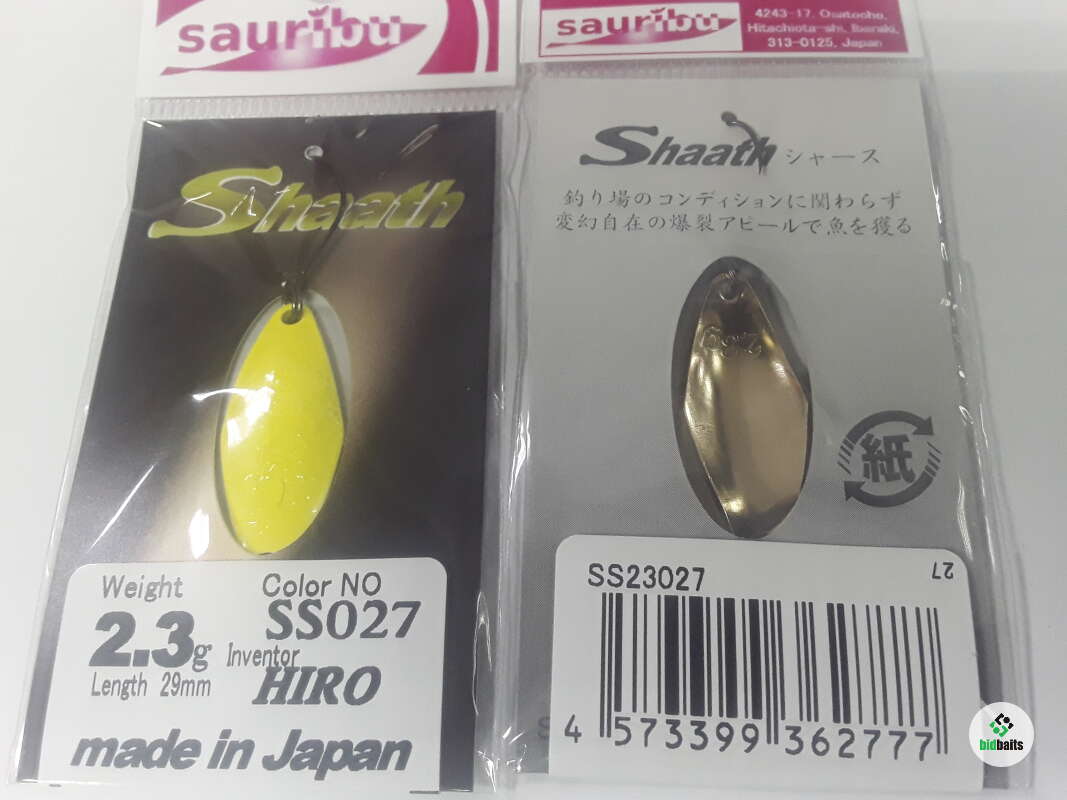 sauribu
Shaath
Weight
2.3g
Length 29mm
Color NO
SS027
Inventor
HIRO
made in Japan
sauribu
4243-17, Osatocho,
Hitachiota-shi, Ibaraki,
313-0125, Japan
Shaath シャース
釣り場のコンディションに関わらず
変幻自在の爆裂アピールで魚を獲る
紙
SS23027
27
4 573399 362777
bidbaits